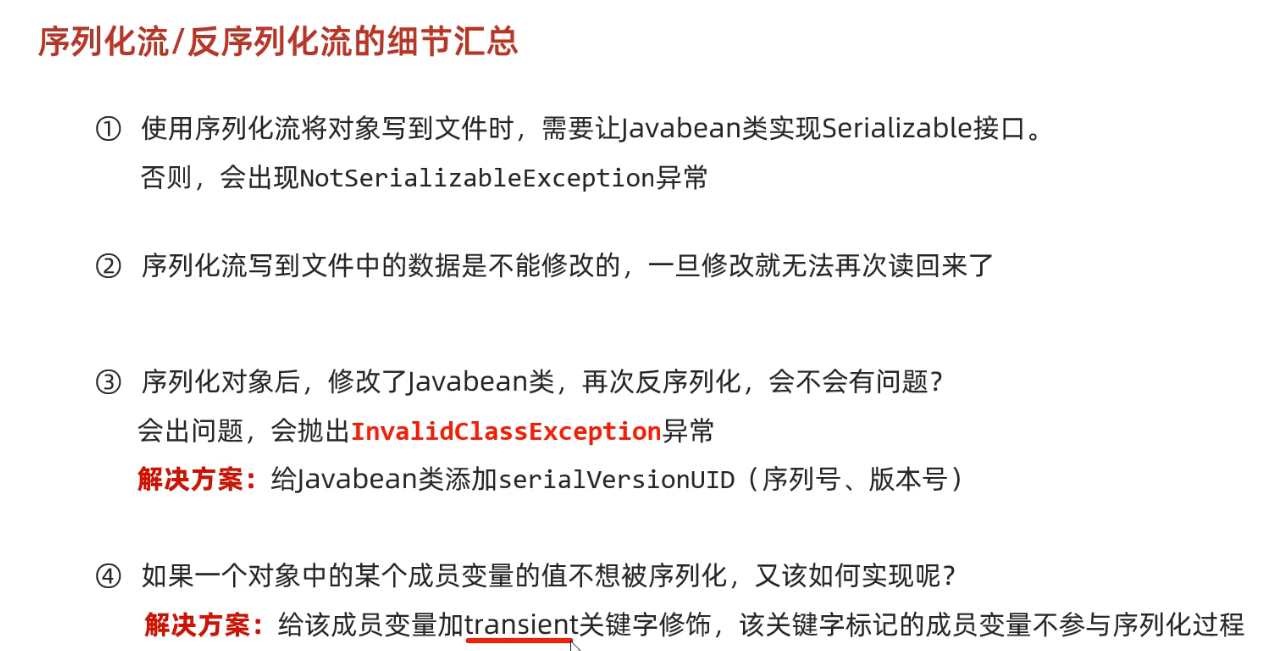 序列化流/反序列化流的细节汇总
① 使用序列化流将对象写到文件时，需要让Javabean类实现Serializable接口。
否则，会出现NotSerializableException异常
② 序列化流写到文件中的数据是不能修改的，一旦修改就无法再次读回来了
③ 序列化对象后，修改了Javabean类，再次反序列化，会不会有问题？
会出问题，会抛出InvalidClassException异常
解决方案：给Javabean类添加serialVersionUID（序列号、版本号）
④ 如果一个对象中的某个成员变量的值不想被序列化，又该如何实现呢？
解决方案：给该成员变量加transient关键字修饰，该关键字标记的成员变量不参与序列化过程